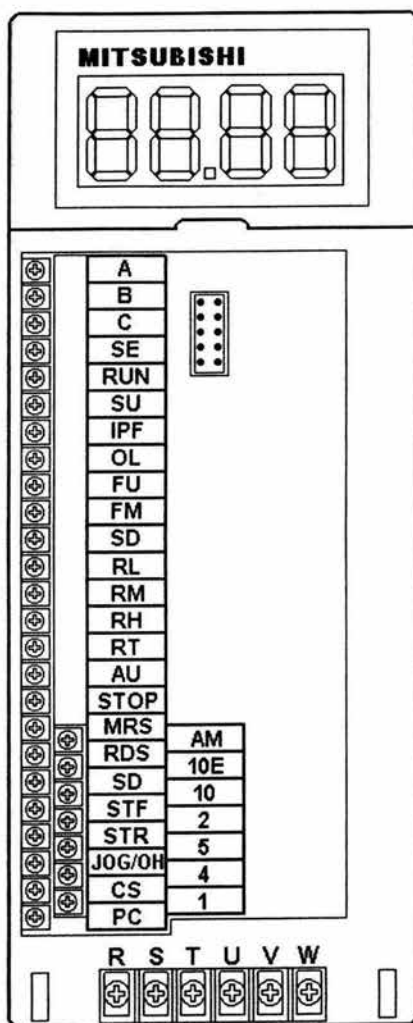 MITSUBISHI
88.88
A
B
C
SE
RUN
SU
IPF
OL
FU
FM
SD
RL
RM
RH
RT
AU
STOP
MRS
RDS
SD
STF
STR
JOG/OH
CS
PC
AM
10E
10
2
5
4
1
R S T U V W